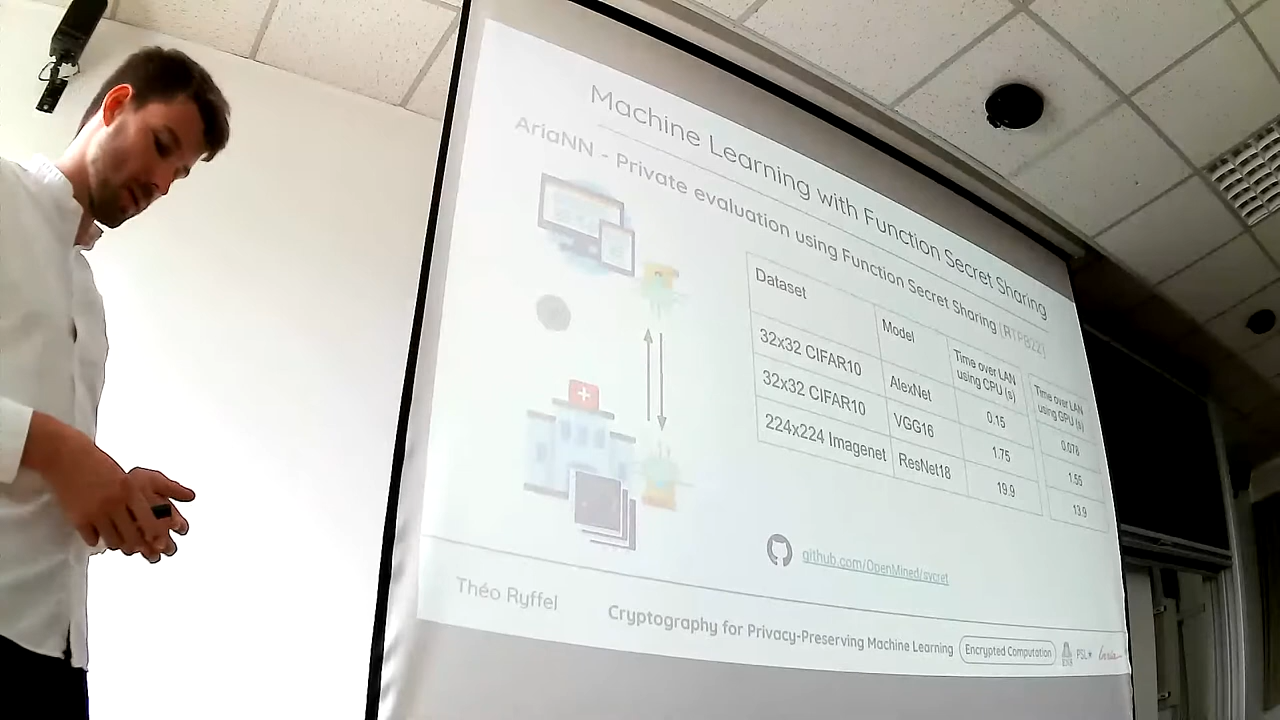 Machine Learning with Function Secret Sharing
AriaNN - Private evaluation using Function Secret Sharing [RTPB22]
Dataset Model Time over LAN using CPU (s) Time over LAN using GPU (s)
32x32 CIFAR10 AlexNet 0.15 0.078
32x32 CIFAR10 VGG16 1.75 1.55
224x224 Imagenet ResNet18 19.9 13.9
github.com/OpenMined/sycret
Théo Ryffel
Cryptography for Privacy-Preserving Machine Learning
Encrypted Computation
PSL★